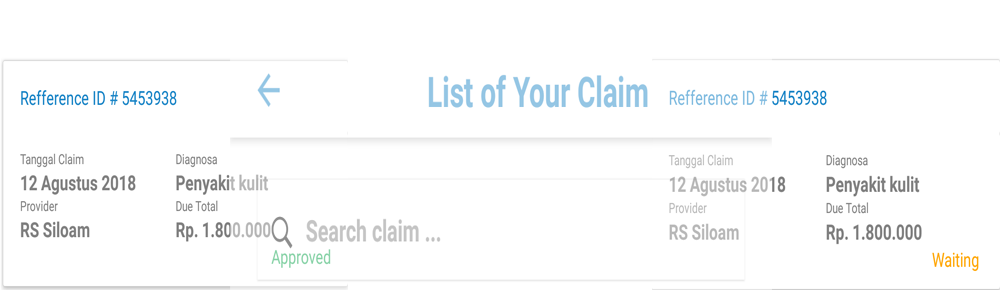 List of Your Claim
Search claim ...
Refference ID # 5453938
Tanggal Claim
Diagnosa
12 Agustus 2018
Penyakit kulit
Provider
Due Total
RS Siloam
Rp. 1.800.000
Approved
Refference ID # 5453938
Tanggal Claim
Diagnosa
12 Agustus 2018
Penyakit kulit
Provider
Due Total
RS Siloam
Rp. 1.800.000
Waiting